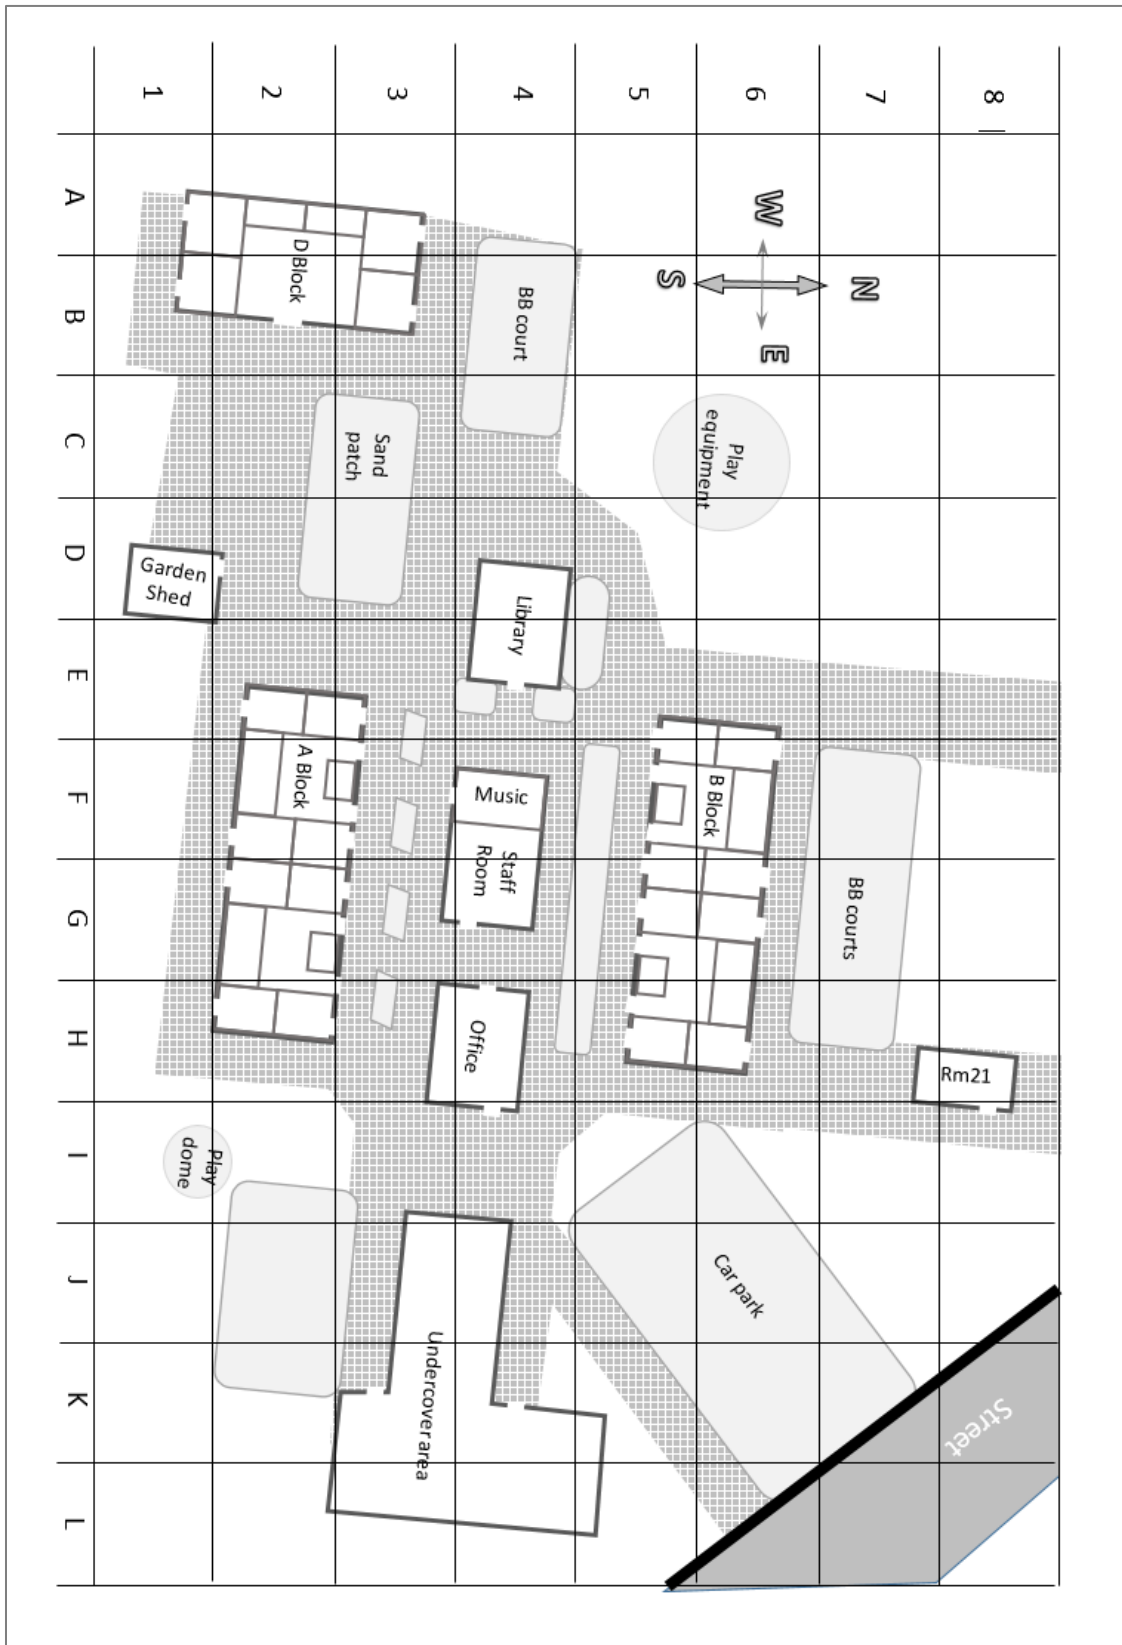 1
2
3
4
5
6
7
8
A
B
C
D
E
F
G
H
I
J
K
L
W
S
N
E
D Block
BB court
Sand
patch
Play
equipment
Garden
Shed
Library
A Block
Music
Staff
Room
B Block
BB courts
Office
Rm21
Play
dome
Car park
Undercover area
Street